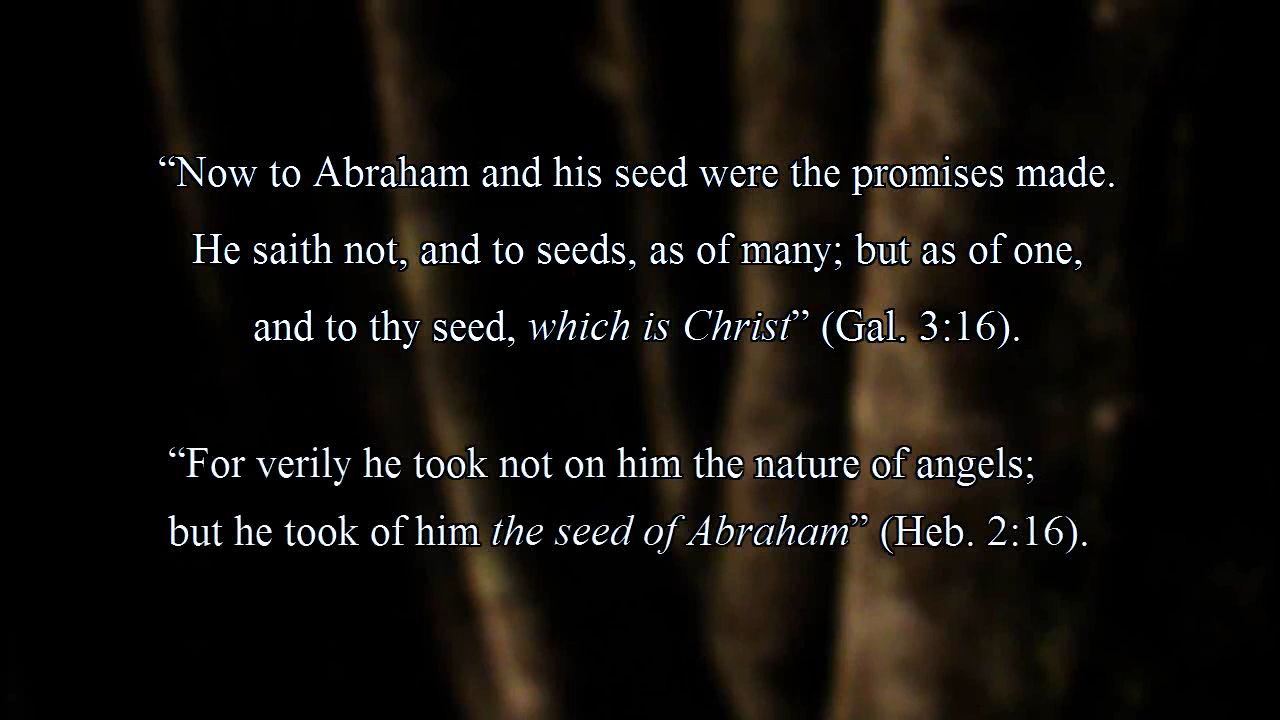 “Now to Abraham and his seed were the promises made.
He saith not, and to seeds, as of many; but as of one,
and to thy seed, which is Christ” (Gal. 3:16).
“For verily he took not on him the nature of angels;
but he took of him the seed of Abraham” (Heb. 2:16).